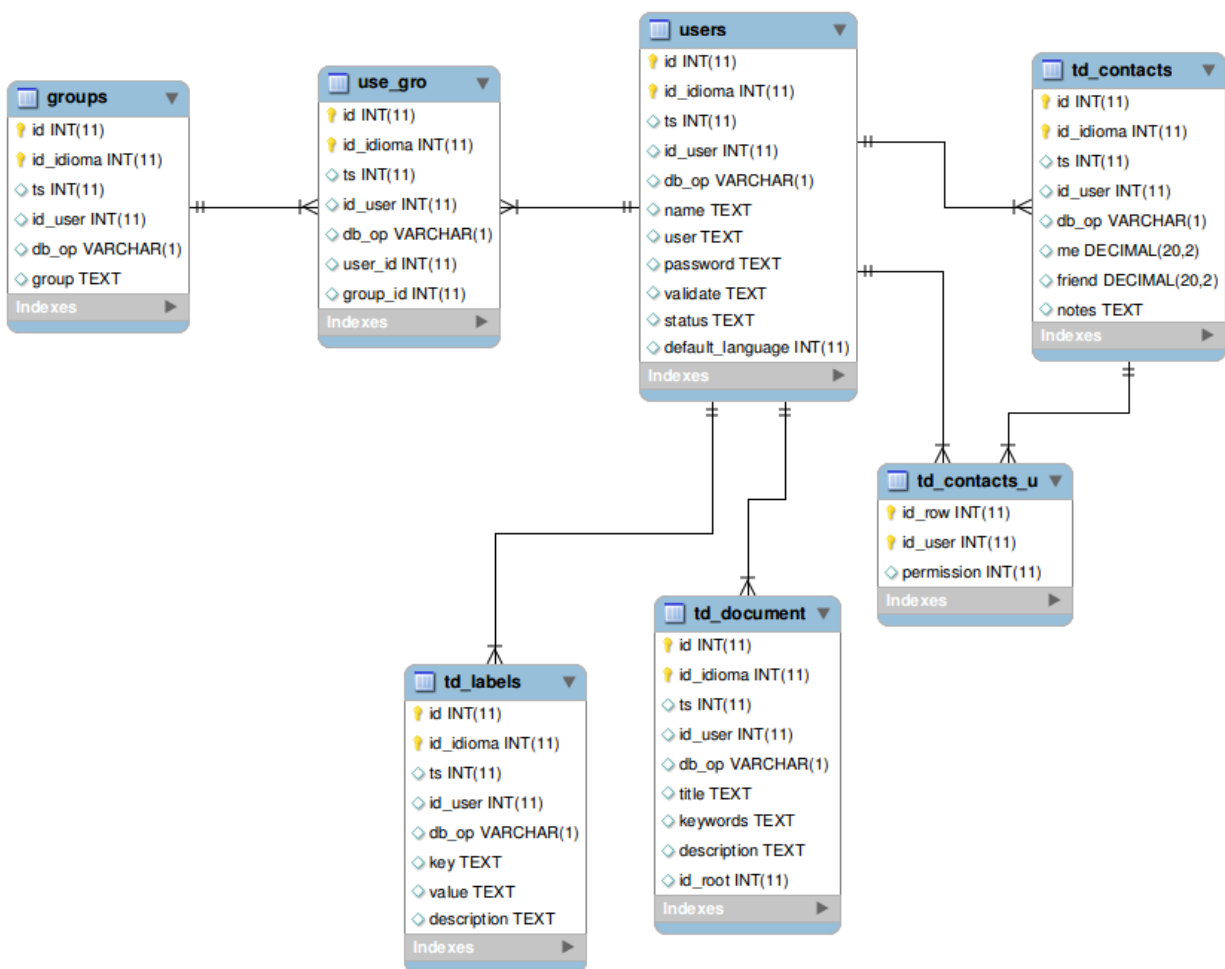 groups
id INT(11)
id_idioma INT(11)
ts INT(11)
id_user INT(11)
db_op VARCHAR(1)
group TEXT
Indexes
use_gro
id INT(11)
id_idioma INT(11)
ts INT(11)
id_user INT(11)
db_op VARCHAR(1)
user_id INT(11)
group_id INT(11)
Indexes
users
id INT(11)
id_idioma INT(11)
ts INT(11)
id_user INT(11)
db_op VARCHAR(1)
name TEXT
user TEXT
password TEXT
validate TEXT
status TEXT
default_language INT(11)
Indexes
td_contacts
id INT(11)
id_idioma INT(11)
ts INT(11)
id_user INT(11)
db_op VARCHAR(1)
me DECIMAL(20,2)
friend DECIMAL(20,2)
notes TEXT
Indexes
td_contacts_u
id_row INT(11)
id_user INT(11)
permission INT(11)
Indexes
td_document
id INT(11)
id_idioma INT(11)
ts INT(11)
id_user INT(11)
db_op VARCHAR(1)
title TEXT
keywords TEXT
description TEXT
id_root INT(11)
Indexes
td_labels
id INT(11)
id_idioma INT(11)
ts INT(11)
id_user INT(11)
db_op VARCHAR(1)
key TEXT
value TEXT
description TEXT
Indexes